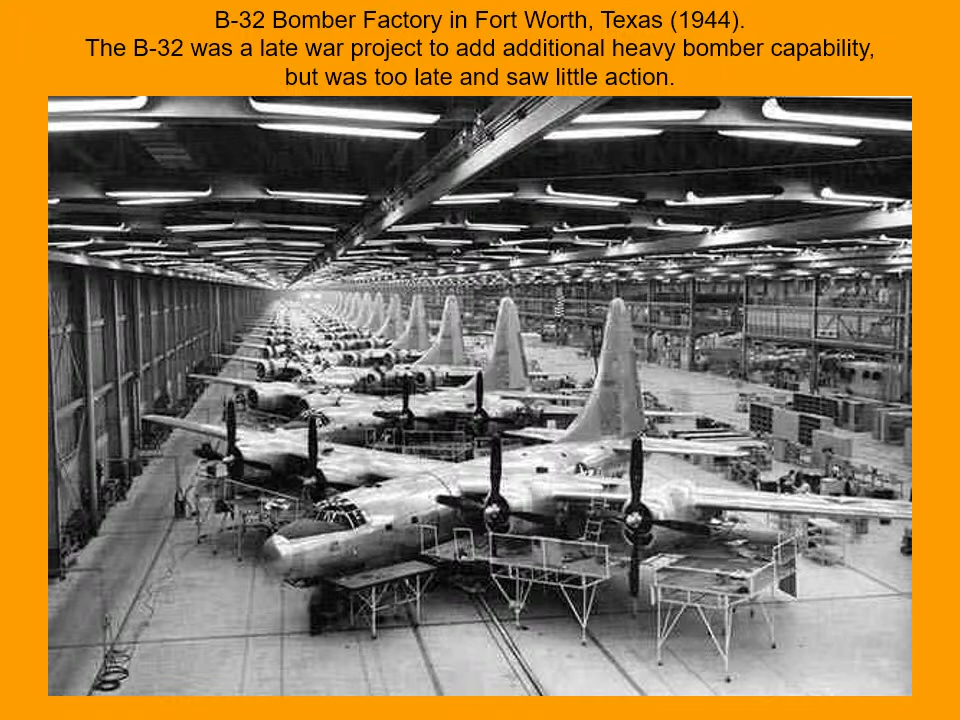 B-32 Bomber Factory in Fort Worth, Texas (1944).
The B-32 was a late war project to add additional heavy bomber capability,
but was too late and saw little action.